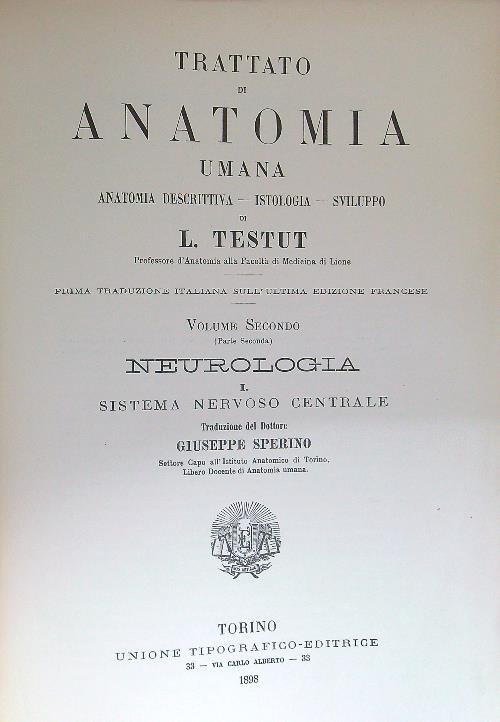 TRATTATO
DI
ANATOMIA
UMANA
ANATOMIA DESCRITTIVA — ISTOLOGIA — SVILUPPO
DI
L. TESTUT
Professore d'Anatomia alla Facoltà di Medicina di Lione
PRIMA TRADUZIONE ITALIANA SULL'ULTIMA EDIZIONE FRANCESE
VOLUME SECONDO
(Parte Seconda)
NEUROLOGIA
I.
SISTEMA NERVOSO CENTRALE
Traduzione del Dottore
GIUSEPPE SPERINO
Settore Capo all'Istituto Anatomico di Torino,
Libero Docente di Anatomia umana.
TORINO
UNIONE TIPOGRAFICO-EDITRICE
33 — VIA CARLO ALBERTO — 33
1898